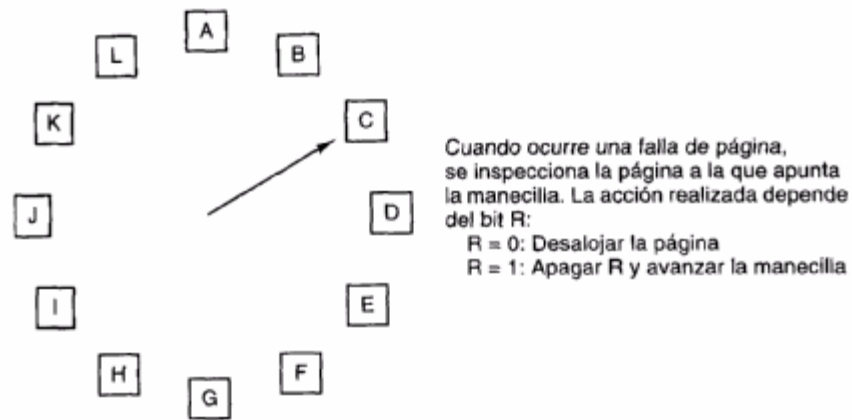 A
L
B
K
C
J
D
I
E
H
F
G
Cuando ocurre una falla de página,
se inspecciona la página a la que apunta
la manecilla. La acción realizada depende
del bit R:
R = 0: Desalojar la página
R = 1: Apagar R y avanzar la manecilla